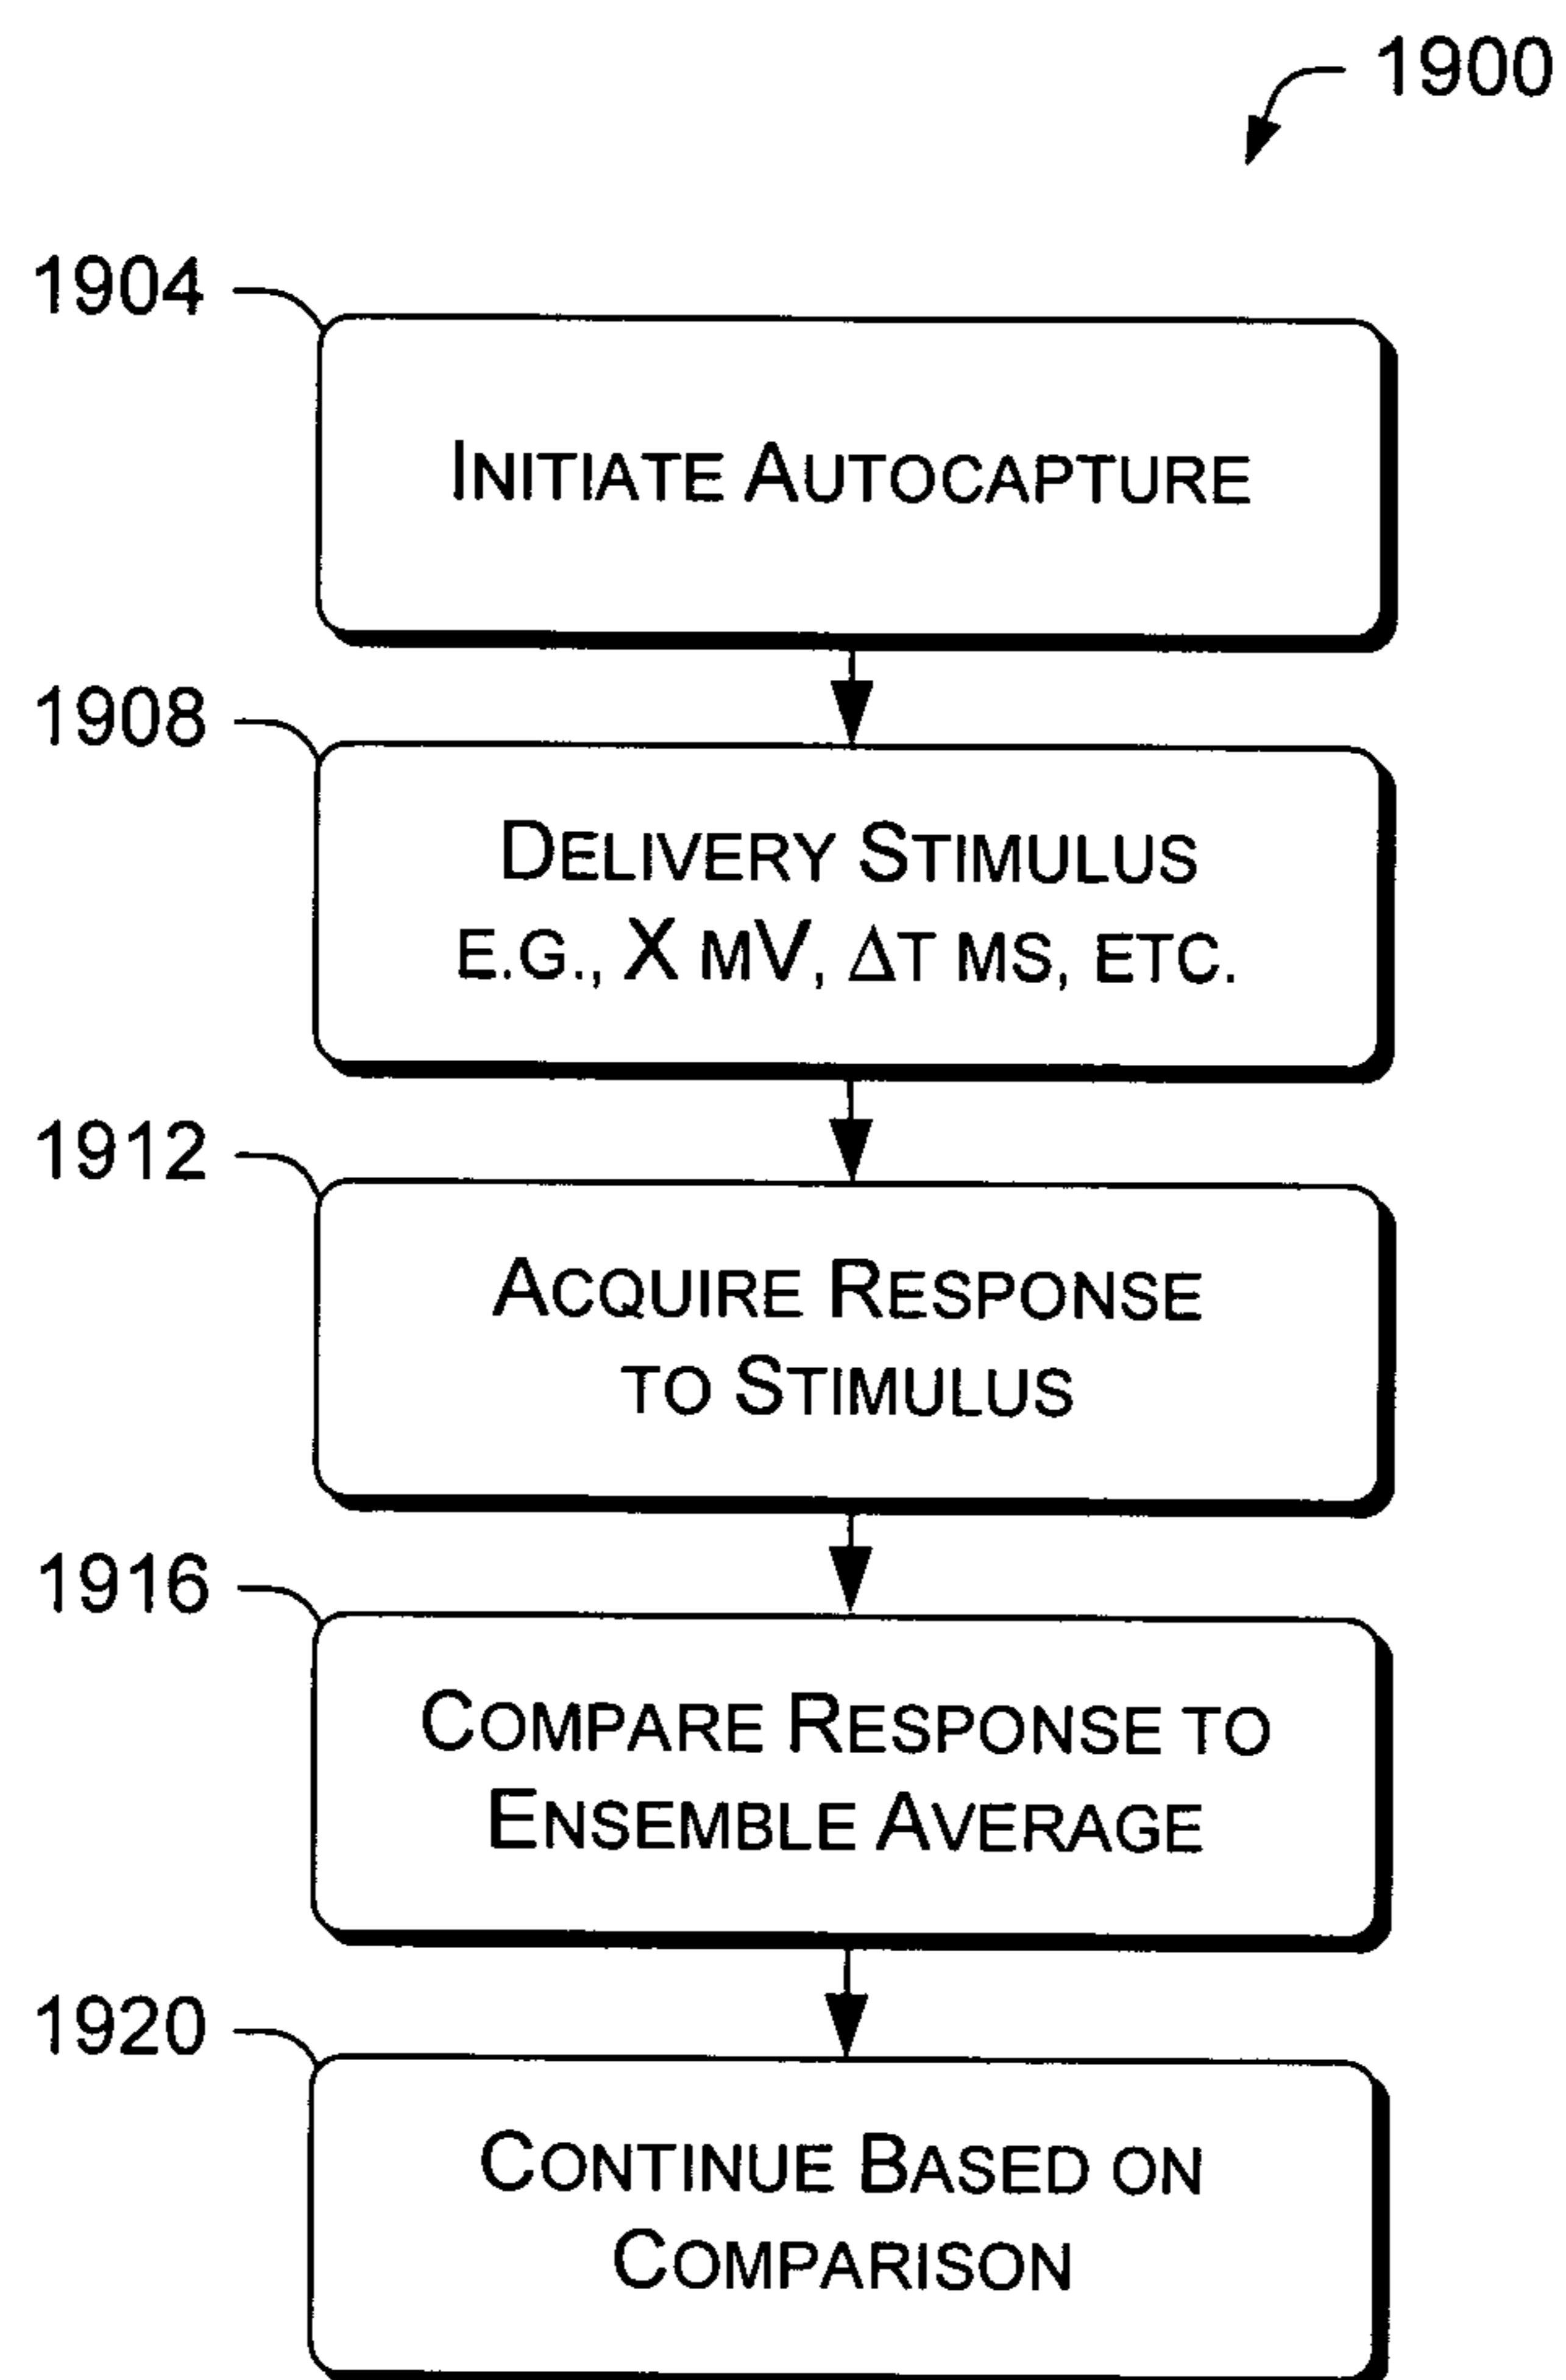 1900
1904
INITIATE AUTOCAPTURE
1908
DELIVERY STIMULUS
E.G., X MV, ΔT MS, ETC.
1912
ACQUIRE RESPONSE
TO STIMULUS
1916
COMPARE RESPONSE TO
ENSEMBLE AVERAGE
1920
CONTINUE BASED ON
COMPARISON